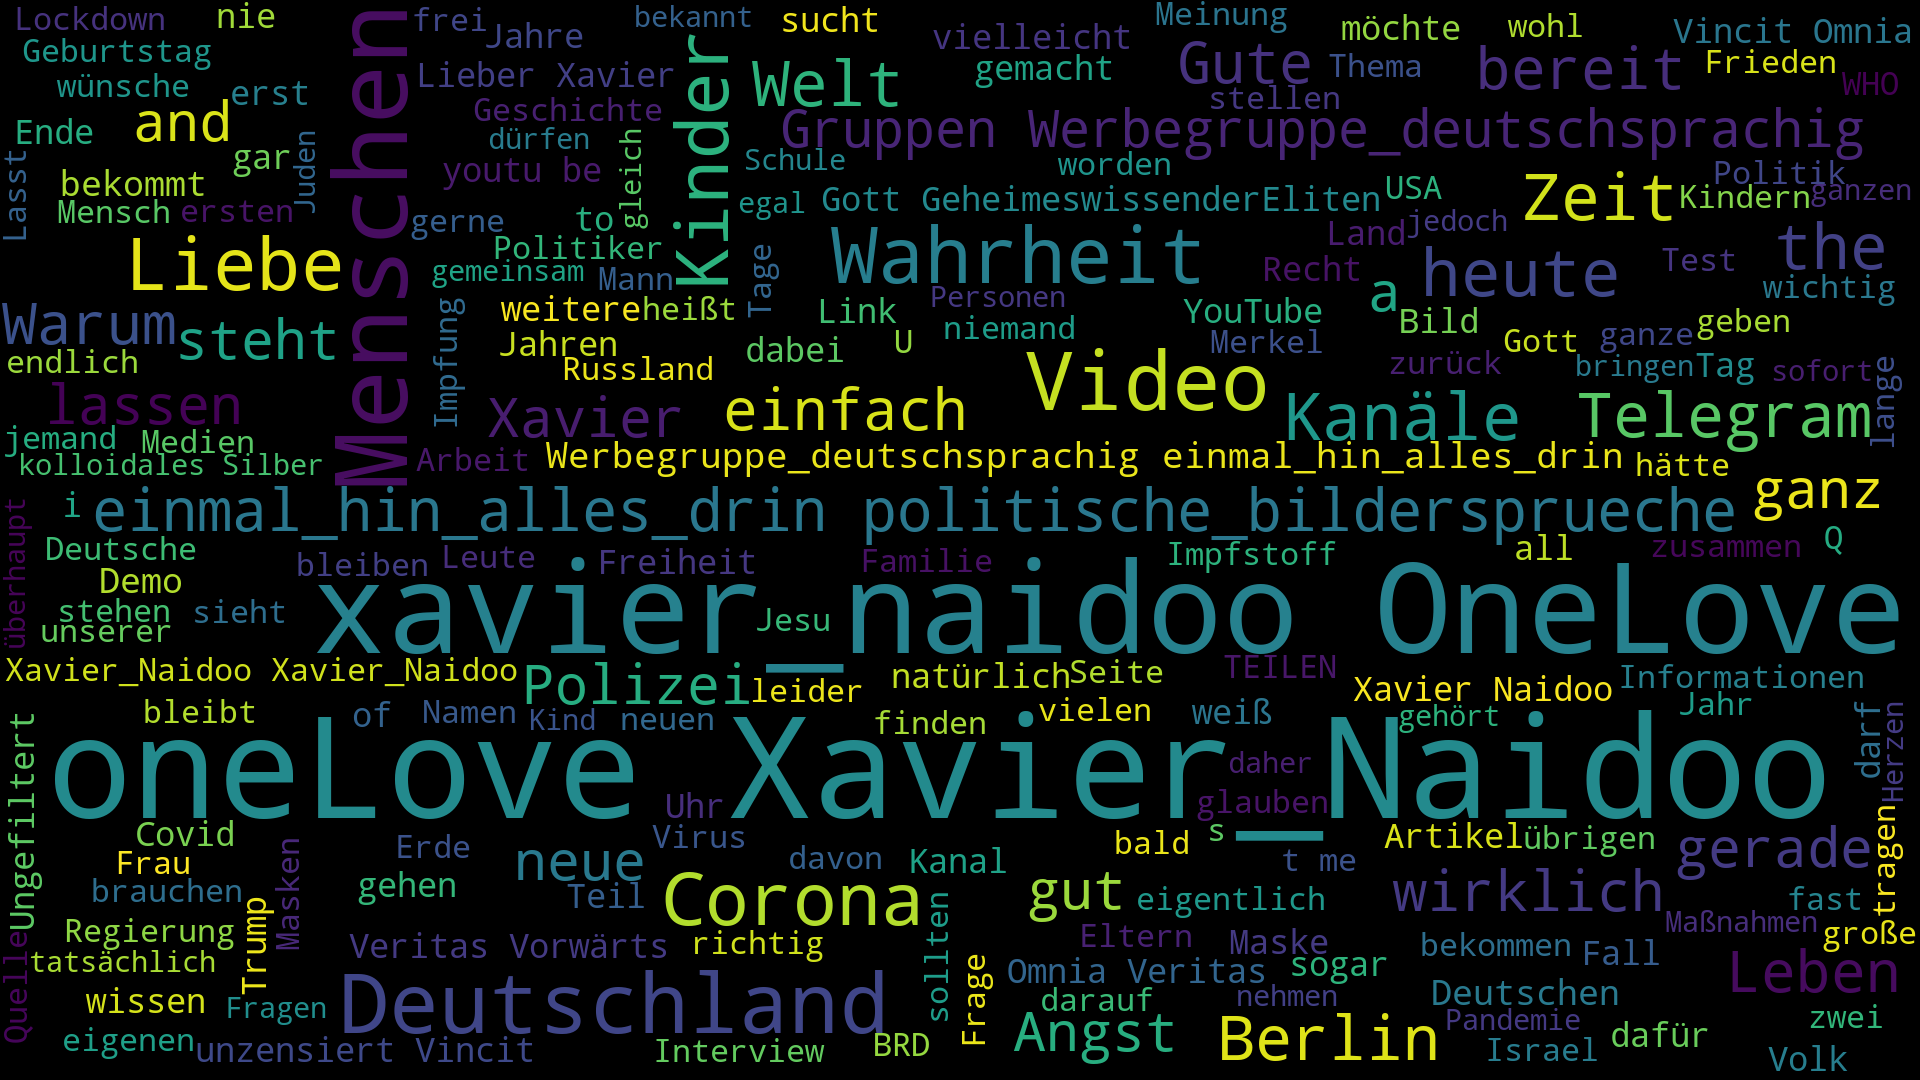 Lockdown nie frei Jahre bekannt sucht vielleicht Meinung möchte wohl Vincit Omnia
Geburtstag Lieber Xavier Welt gemacht Gute Thema bereit Frieden
wünsche erst Geschichte stellen WHO
Ende and Menschen dürfen Kinder Gruppen Werbegruppe_deutschsprachig
Lasst gar Juden youtu be gleich Schule worden Politik
bekommt Gott GeheimeswissenderEliten USA Zeit Kindern ganzen
Mensch ersten gerne to egal Land jedoch
Liebe Politiker Wahrheit heute the
gemeinsam Mann Tage Recht Test wichtig
Warum steht Impfung weitere heißt Link Personen YouTube a Bild geben
endlich Jahren dabei U niemand Merkel Gott ganze
Russland zurück bringen Tag sofort lange
lassen Xavier einfach Video Kanäle Telegram
jemand Medien
kolloidales Silber Arbeit Werbegruppe_deutschsprachig einmal_hin_alles_drin hätte
i einmal_hin_alles_drin politische_bildersprueche ganz
überhaupt Deutsche bleiben Leute Freiheit Familie Impfstoff all zusammen Q
Demo
stehen sieht xavier_naidoo OneLove
unserer Jesu
Xavier_Naidoo Xavier_Naidoo Polizei leider natürlich Seite TEILEN Xavier Naidoo Informationen
bleibt of Namen Kind neuen finden vielen weiß gehört Jahr darf Herzen
Ungefiltert oneLove Xavier_Naidoo
daher
Uhr glauben
Covid Erde Virus bald s Artikel übrigen gerade
Frau neue davon Kanal t me tragen
brauchen Masken gehen Teil Corona gut eigentlich wirklich fast
Quelle Regierung Trump Veritas Vorwärts richtig sollten Eltern Maske Maßnahmen große
tatsächlich Omnia Veritas sogar bekommen Fall Leben
wissen Fragen Deutschland Frage darauf nehmen Deutschen
eigenen unzensiert Vincit Interview BRD Angst Berlin Pandemie Israel dafür zwei
Volk